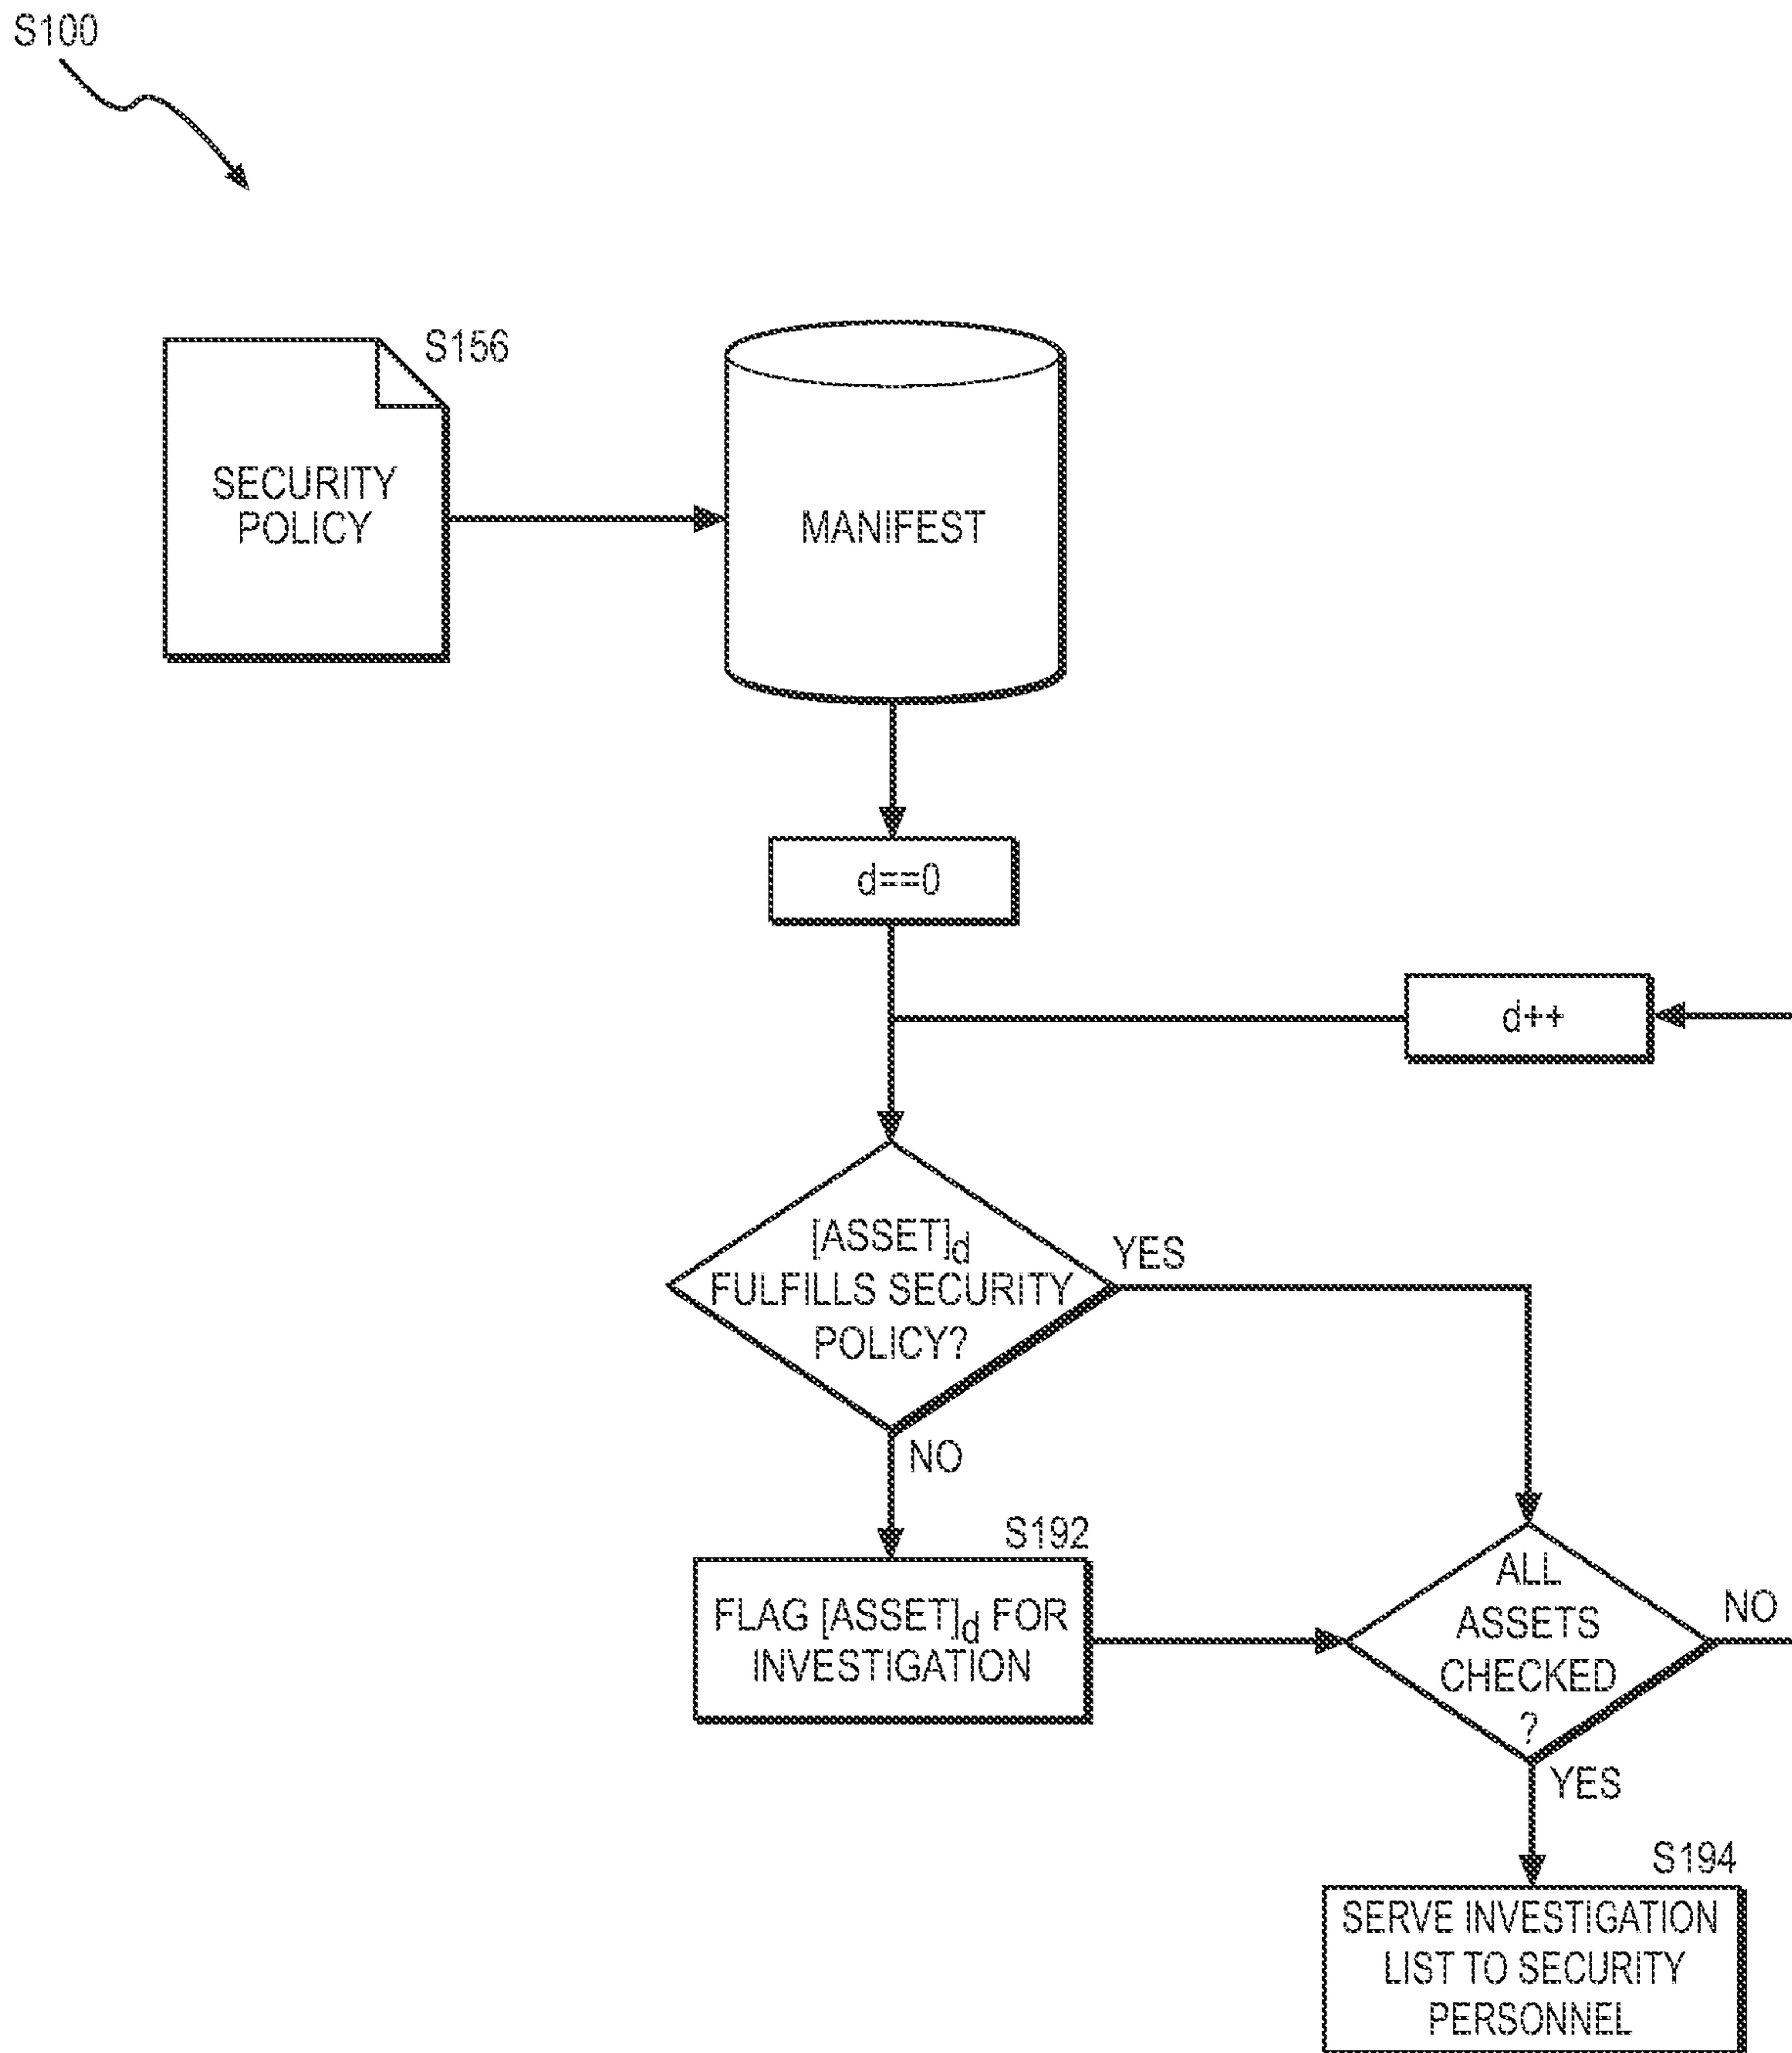 S100
S156
SECURITY
POLICY
MANIFEST
d==0
d++
[ASSET]d
FULFILLS SECURITY
POLICY?
YES
NO
S192
FLAG [ASSET]d FOR
INVESTIGATION
ALL
ASSETS
CHECKED
?
NO
YES
S194
SERVE INVESTIGATION
LIST TO SECURITY
PERSONNEL